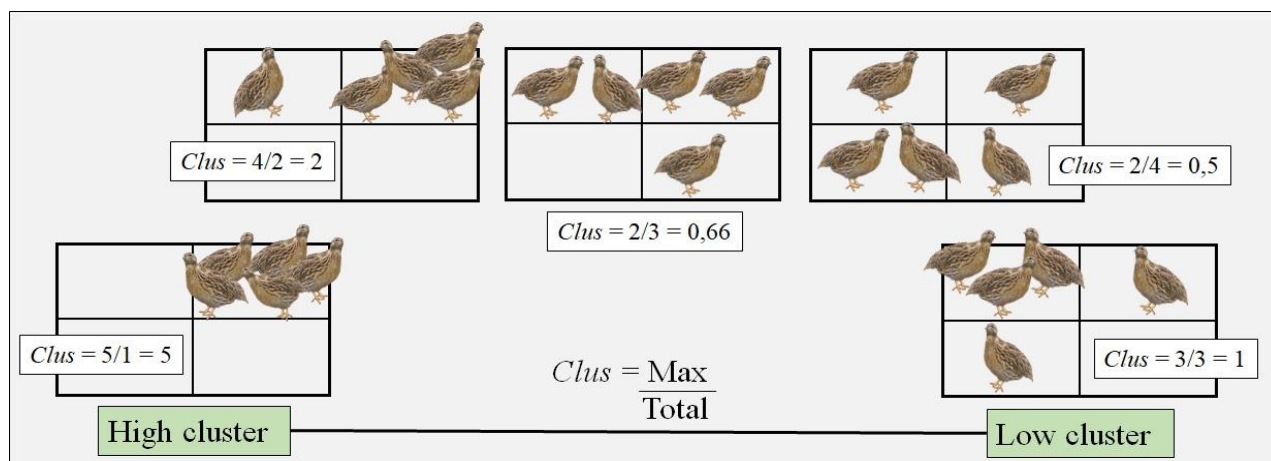 Clus = 4/2 = 2
Clus = 2/4 = 0,5
Clus = 2/3 = 0,66
Clus = 5/1 = 5
Clus = 3/3 = 1
Clus = Max
Total
High cluster
Low cluster